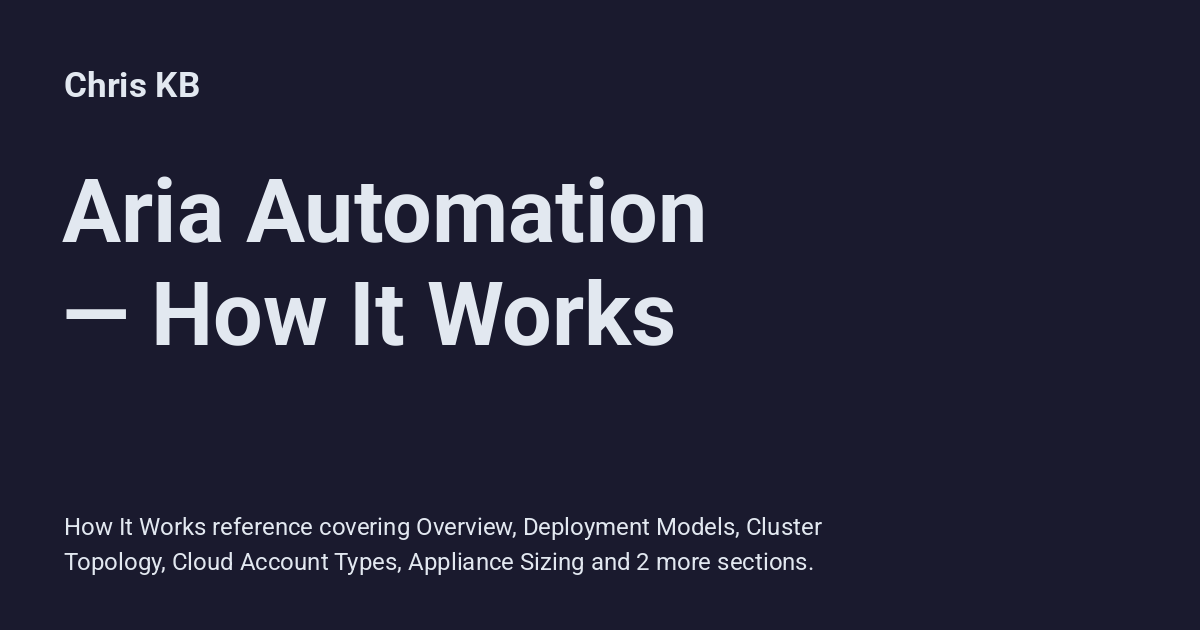 Chris KB
Aria Automation
— How It Works
How It Works reference covering Overview, Deployment Models, Cluster
Topology, Cloud Account Types, Appliance Sizing and 2 more sections.